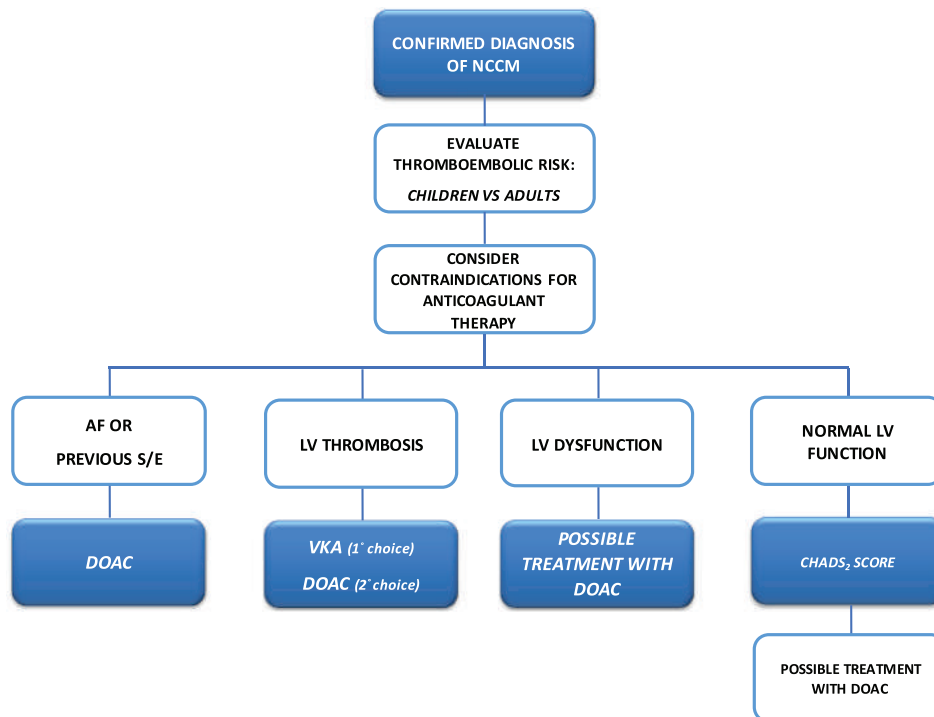 CONFIRMED DIAGNOSIS
OF NCCM
EVALUATE
THROMBOEMBOLIC RISK:
CHILDREN VS ADULTS
CONSIDER
CONTRAINDICATIONS FOR
ANTICOAGULANT
THERAPY
AF OR
PREVIOUS S/E
LV THROMBOSIS
LV DYSFUNCTION
NORMAL LV
FUNCTION
DOAC
VKA (1° choice)
DOAC (2° choice)
POSSIBLE
TREATMENT WITH
DOAC
CHADS₂ SCORE
POSSIBLE TREATMENT
WITH DOAC